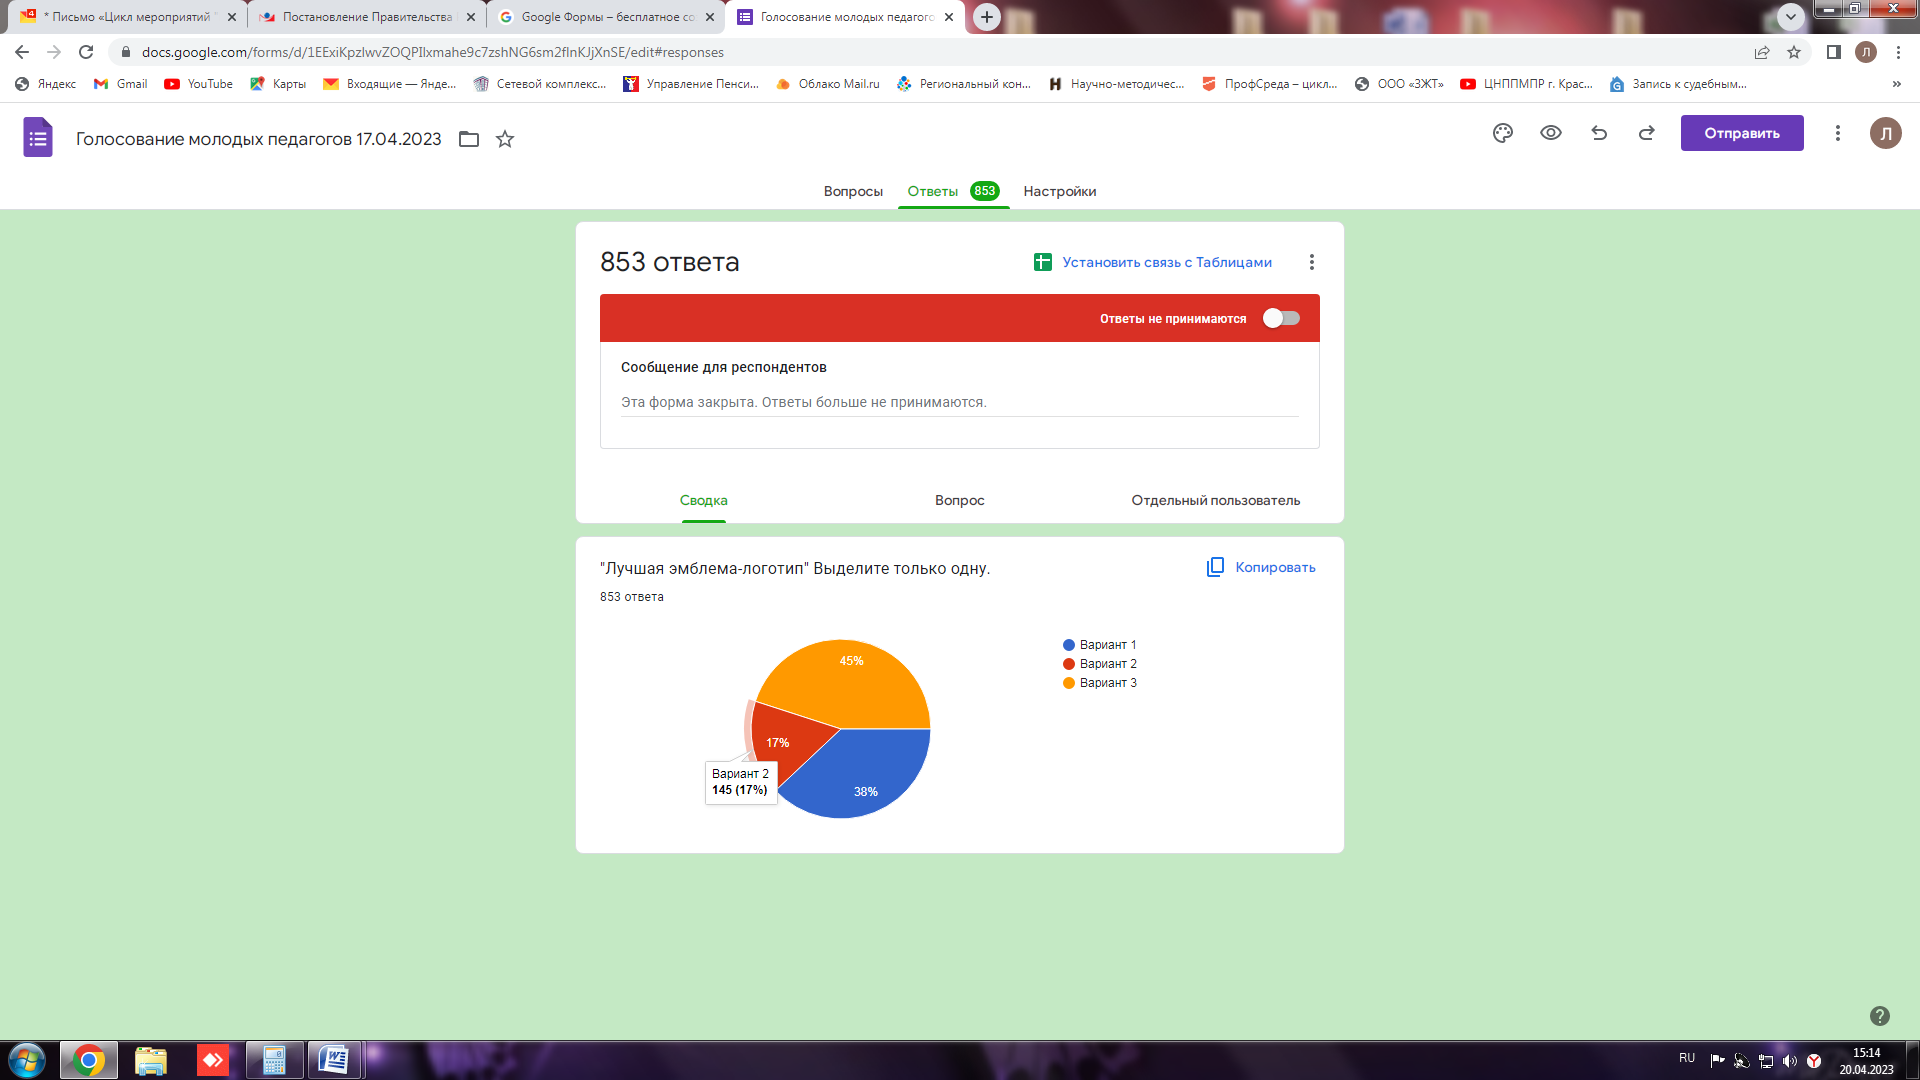 * Письмо «Цикл мероприятий
Постановление Правительства
Google Формы – бесплатное со
Голосование молодых педагого
docs.google.com/forms/d/1EExiKpzlwvZOQPIlxmahe9c7zshNG6sm2flnKJjXnSE/edit#responses
Л
Яндекс
Gmail
YouTube
Карты
Входящие — Янде...
Сетевой комплекс...
Управление Пенси...
Облако Mail.ru
Региональный кон...
Научно-методичес...
ПрофСреда – цикл...
ООО «ЗЖТ»
ЦНППМПР г. Крас...
Запись к судебным...
»
Голосование молодых педагогов 17.04.2023
Отправить
Л
Вопросы
Ответы 853
Настройки
853 ответа
Установить связь с Таблицами
Ответы не принимаются
Сообщение для респондентов
Эта форма закрыта. Ответы больше не принимаются.
Сводка
Вопрос
Отдельный пользователь
"Лучшая эмблема-логотип" Выделите только одну.
Копировать
853 ответа
Вариант 1
Вариант 2
Вариант 3
45%
17%
38%
Вариант 2
145 (17%)
RU
15:14
20.04.2023